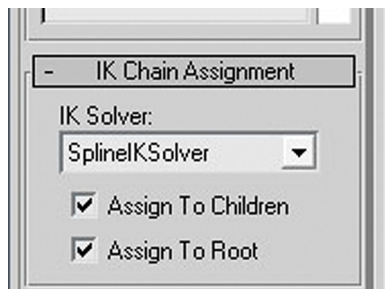 - IK Chain Assignment
IK Solver:
SplineIKSolver
Assign To Children
Assign To Root